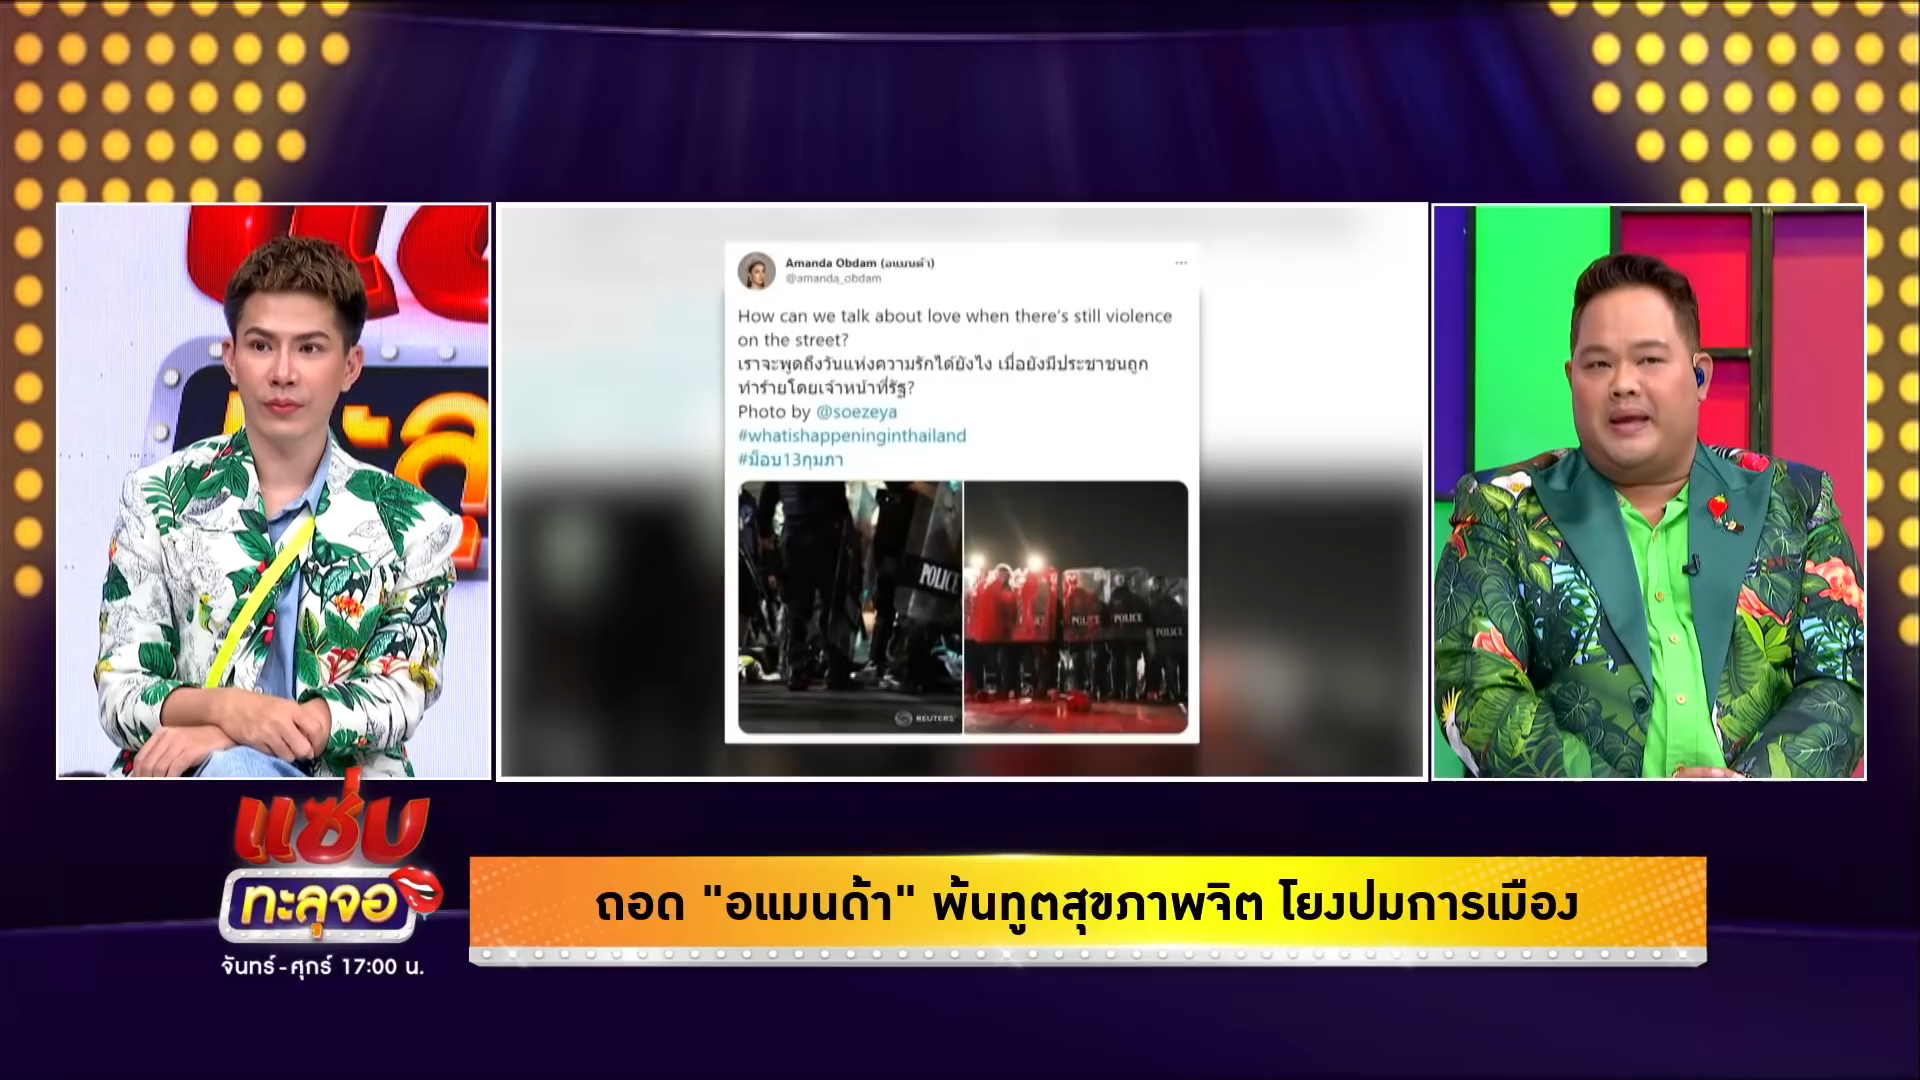 Amanda Obdam (อแมนด้า)
@amanda_obdam
How can we talk about love when there's still violence
on the street?
เราจะพูดถึงวันแห่งความรักได้ยังไง เมื่อยังมีประชาชนถูก
ทำร้ายโดยเจ้าหน้าที่รัฐ?
Photo by @soezeya
#whatishappeninginthailand
#ม็อบ13กุมภา
POLICE
REUTERS
POLICE
POLICE
POLICE
แซ่บ
ทะลุจอ
จันทร์ - ศุกร์ 17:00 น.
ถอด "อแมนด้า" พ้นทูตสุขภาพจิต โยงปมการเมือง